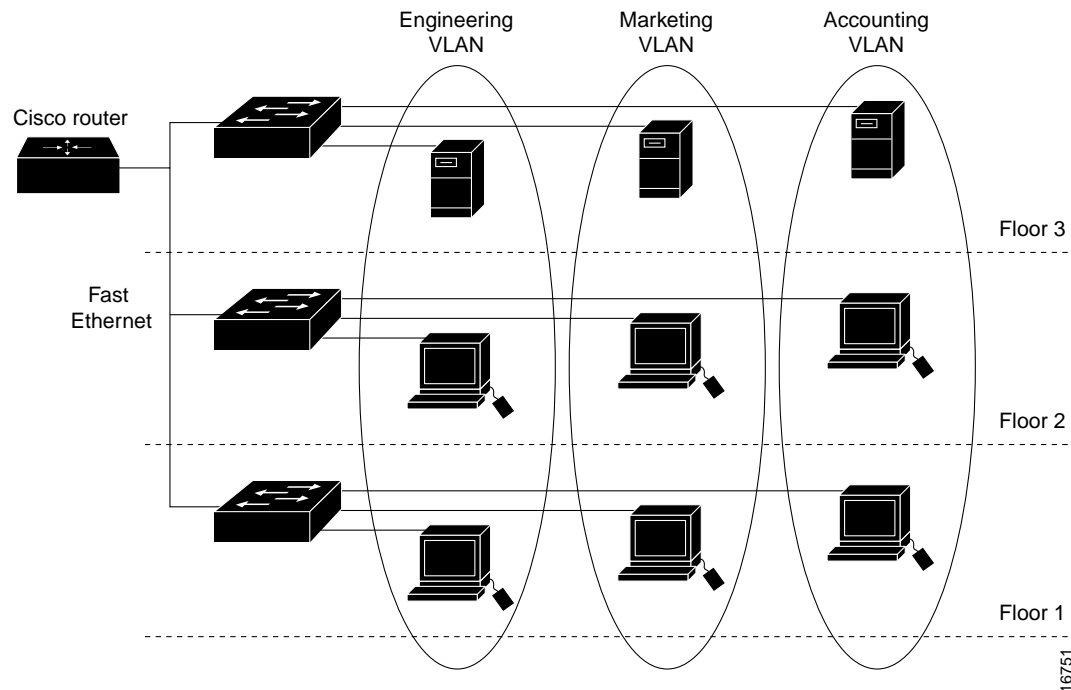 Engineering
VLAN
Marketing
VLAN
Accounting
VLAN
Cisco router
Floor 3
Fast
Ethernet
Floor 2
Floor 1
16751